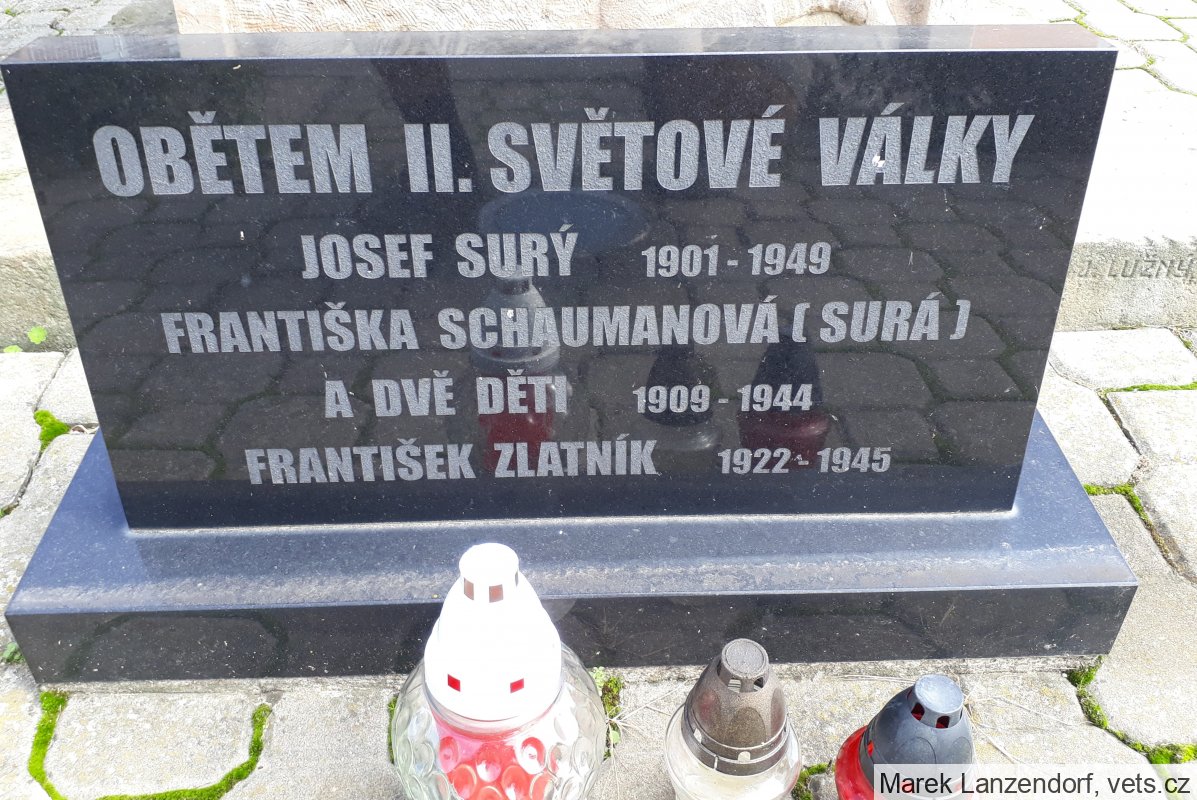 OBĚTEM II. SVĚTOVÉ VÁLKY
JOSEF SURÝ 1901 - 1949
FRANTIŠKA SCHAUMANOVÁ ( SURÁ )
A DVĚ DĚTI 1909 - 1944
FRANTIŠEK ZLATNÍK 1922 - 1945
J. LUŽNÝ
Marek Lanzendorf, vets.cz